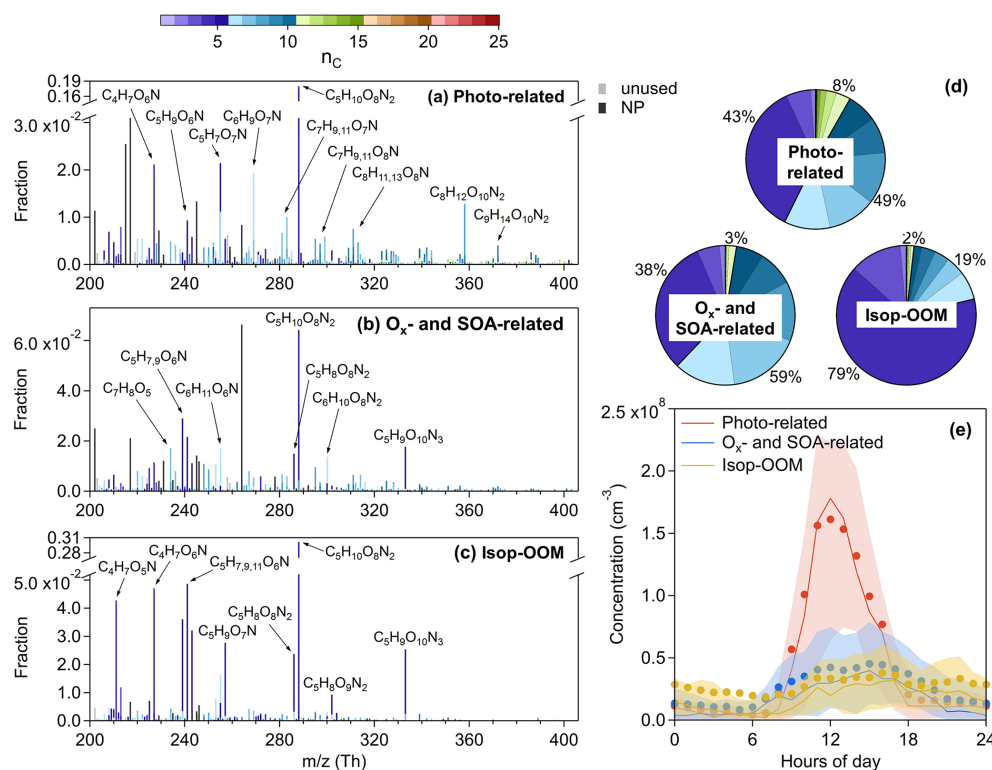 5 10 15 20 25
n_C
unused
NP
(a) Photo-related
0.19
0.16
3.0 x10⁻²
2.0
1.0
0.0
Fraction
C₄H₇O₆N
C₅H₉O₆N
C₅H₇O₇N
C₆H₉O₇N
C₅H₁₀O₈N₂
C₇H₉,₁₁O₇N
C₇H₉,₁₁O₈N
C₈H₁₁,₁₃O₈N
C₈H₁₂O₁₀N₂
C₉H₁₄O₁₀N₂
200 240 280 320 360 400
(b) Oₓ- and SOA-related
6.0 x10⁻²
4.0
2.0
0.0
Fraction
C₅H₁₀O₈N₂
C₅H₇,₉O₆N
C₇H₈O₅
C₆H₁₁O₆N
C₅H₈O₈N₂
C₆H₁₀O₈N₂
C₅H₉O₁₀N₃
200 240 280 320 360 400
(c) Isop-OOM
0.31
0.28
5.0 x10⁻²
4.0
3.0
2.0
1.0
0.0
Fraction
C₄H₇O₅N
C₄H₇O₆N
C₅H₇,₉,₁₁O₆N
C₅H₁₀O₈N₂
C₅H₈O₈N₂
C₅H₉O₇N
C₅H₈O₉N₂
C₅H₉O₁₀N₃
200 240 280 320 360 400
m/z (Th)
(d)
8%
43%
Photo-
related
49%
3%
38%
Oₓ- and
SOA-related
59%
2%
19%
Isop-OOM
79%
(e)
2.5 x10⁸
2.0
1.5
1.0
0.5
0.0
Concentration (cm⁻³)
Photo-related
Oₓ- and SOA-related
Isop-OOM
0 6 12 18 24
Hours of day